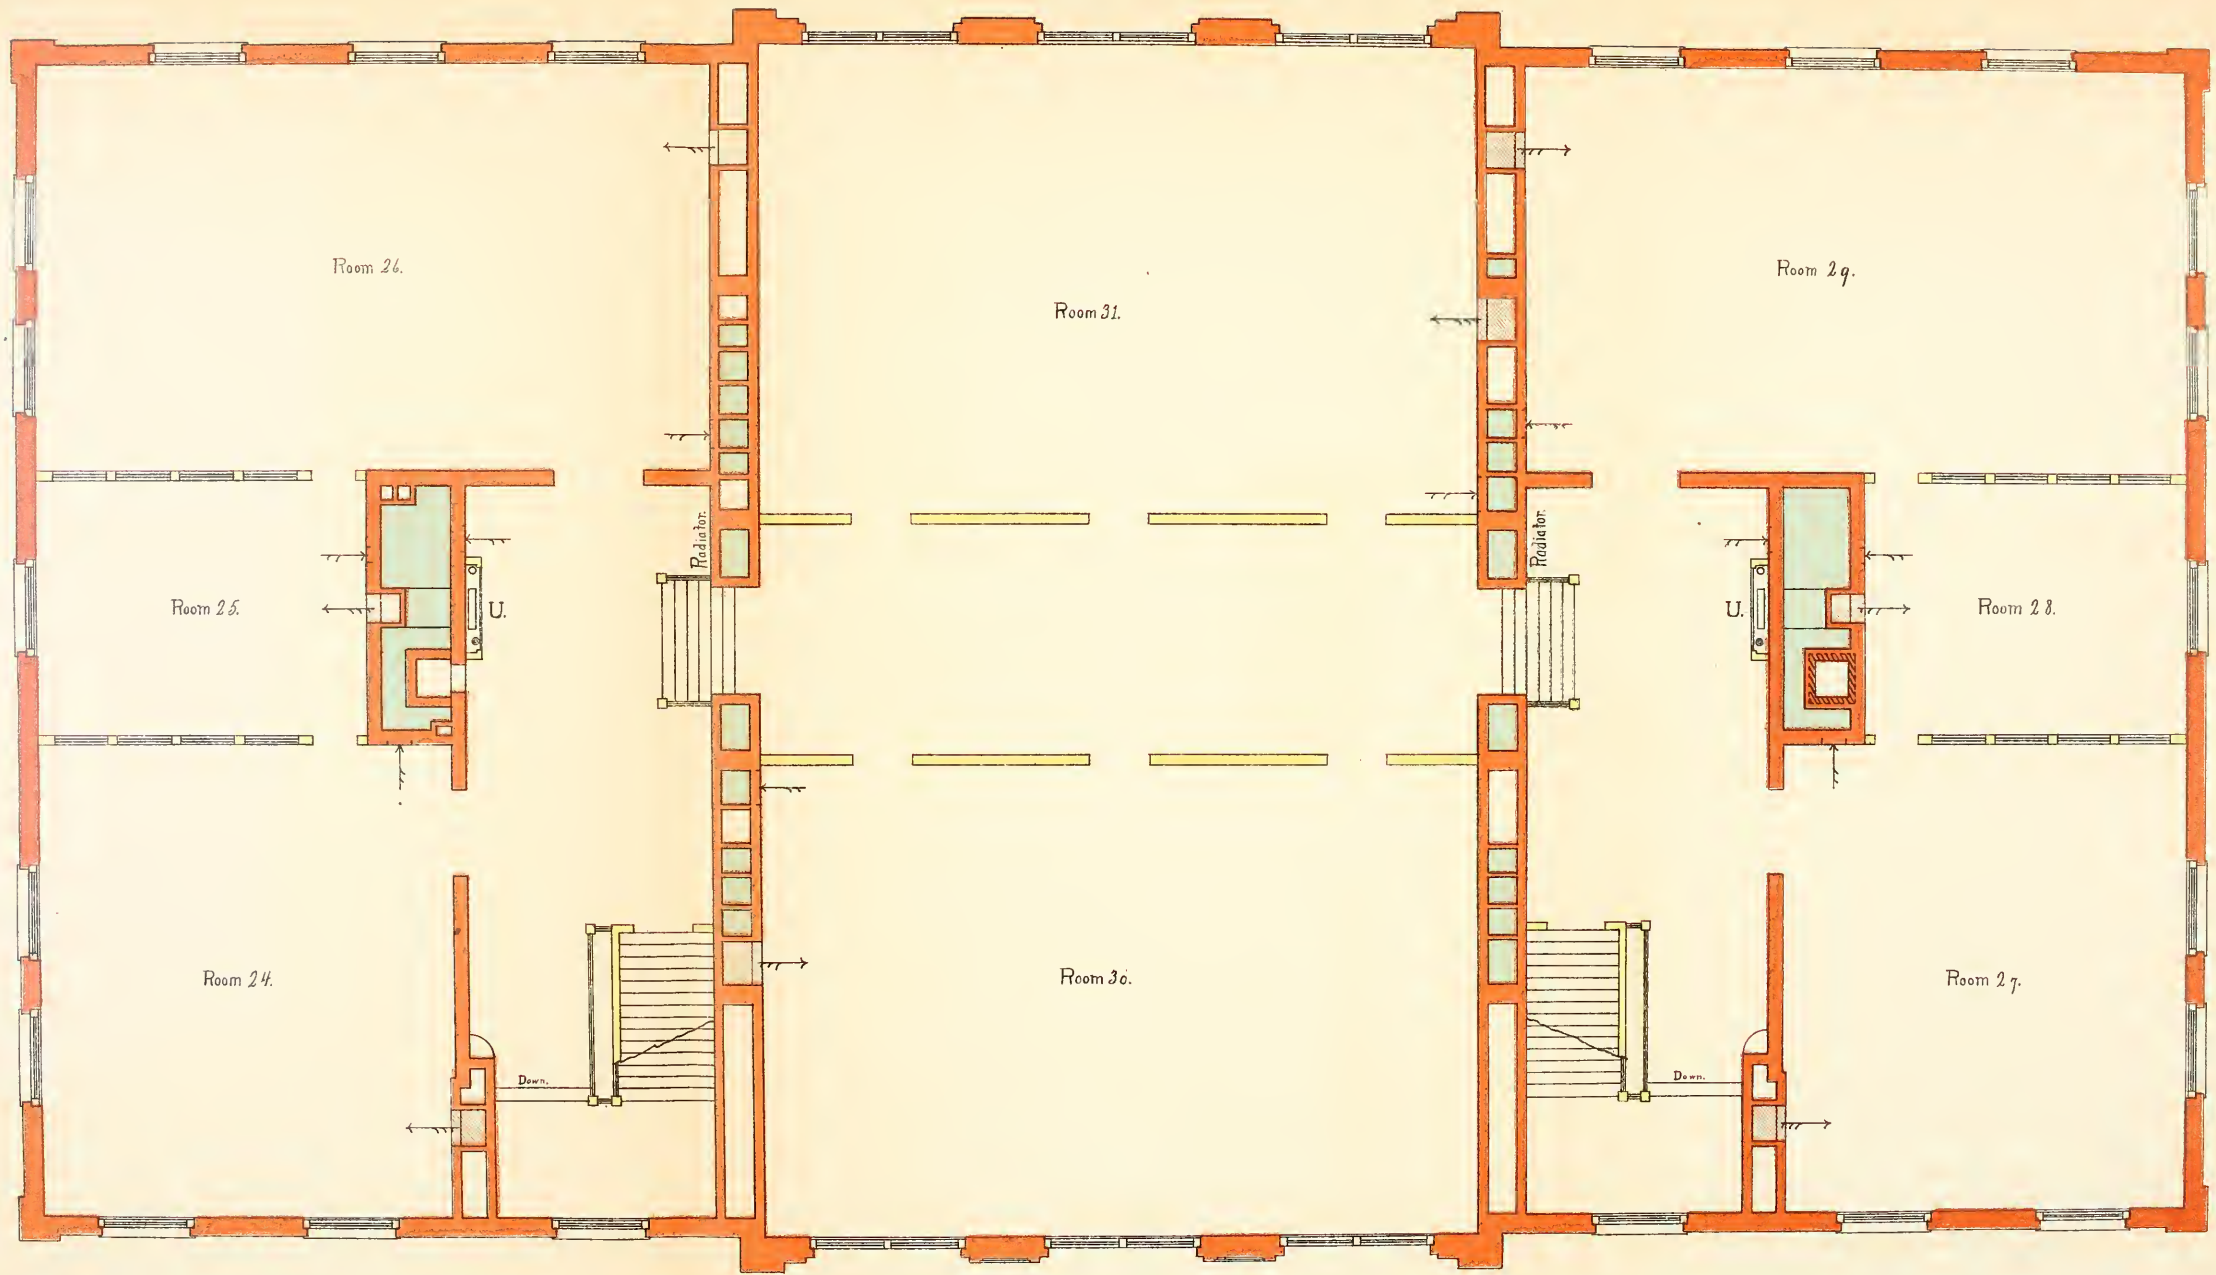 Room 26.
Room 31.
Room 29.
Radiator.
Radiator.
Room 25.
U.
U.
Room 28.
Room 24.
Room 30.
Room 27.
Down.
Down.